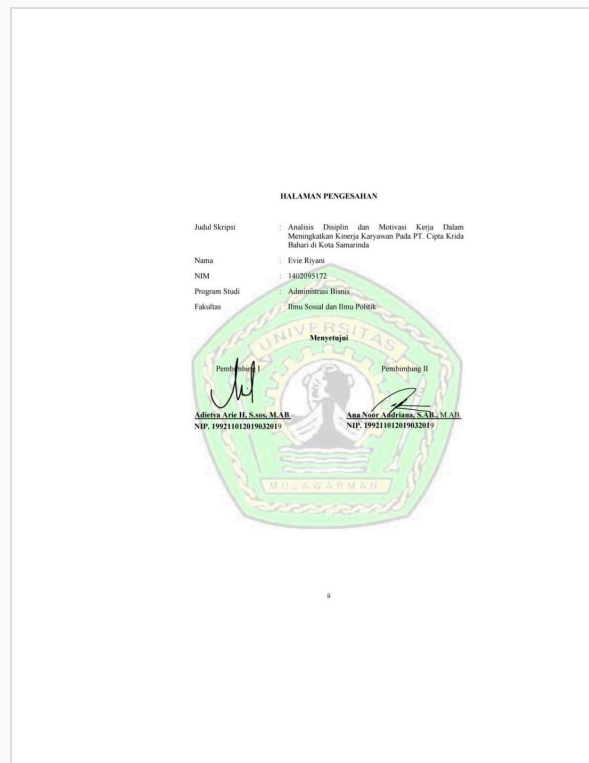 HALAMAN PENGESAHAN
Judul Skripsi : Analisis Disiplin dan Motivasi Kerja Dalam
Meningkatkan Kinerja Karyawan Pada PT. Cipta Krida
Bahari di Kota Samarinda
Nama : Evie Riyani
NIM : 1402095172
Program Studi : Administrasi Bisnis
Fakultas : Ilmu Sosial dan Ilmu Politik
UNIVERSITAS
Menyetujui
Pembimbing I Pembimbing II
Adietya Arie H, S.sos, M.AB. Ana Noor Andriana, S.AB., M.AB.
NIP. 199211012019032019 NIP. 199211012019032019
MULAWARMAN
ii